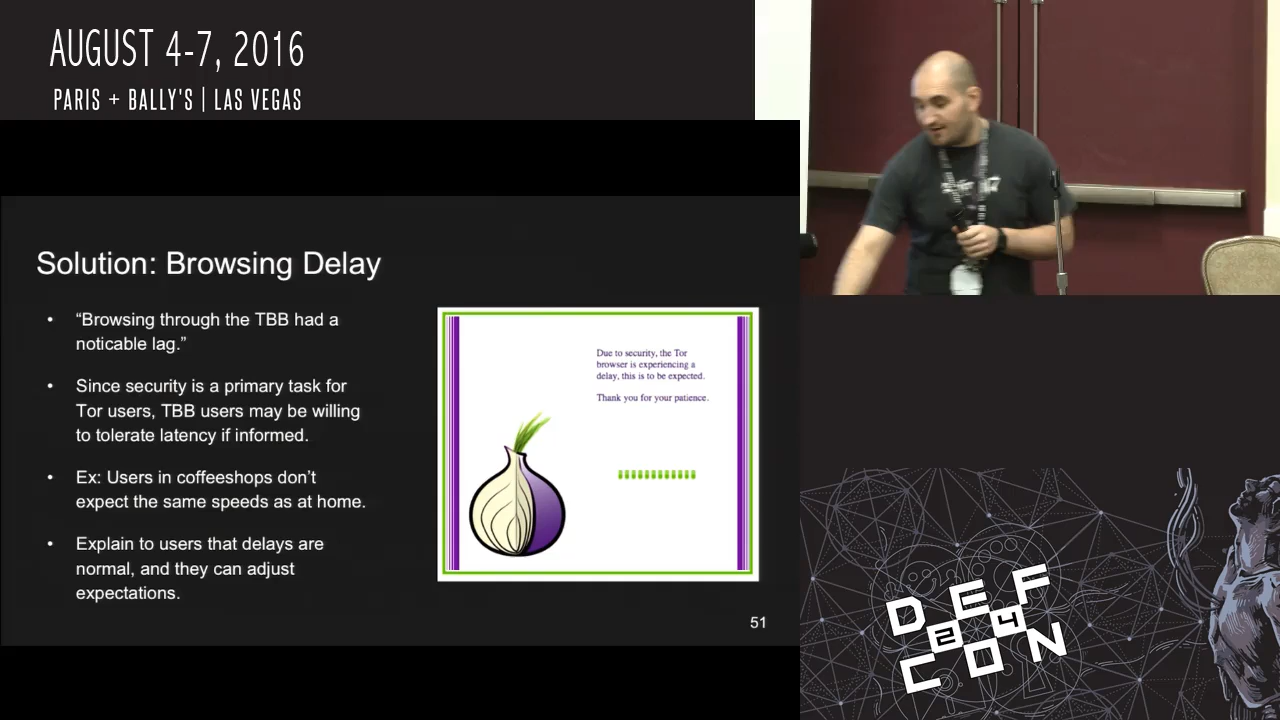 AUGUST 4-7, 2016
PARIS + BALLY'S | LAS VEGAS
Solution: Browsing Delay
• “Browsing through the TBB had a
noticable lag.”
• Since security is a primary task for
Tor users, TBB users may be willing
to tolerate latency if informed.
• Ex: Users in coffeeshops don’t
expect the same speeds as at home.
• Explain to users that delays are
normal, and they can adjust
expectations.
Due to security, the Tor
browser is experiencing a
delay, this is to be expected.
Thank you for your patience.
51
DEF
24
CON